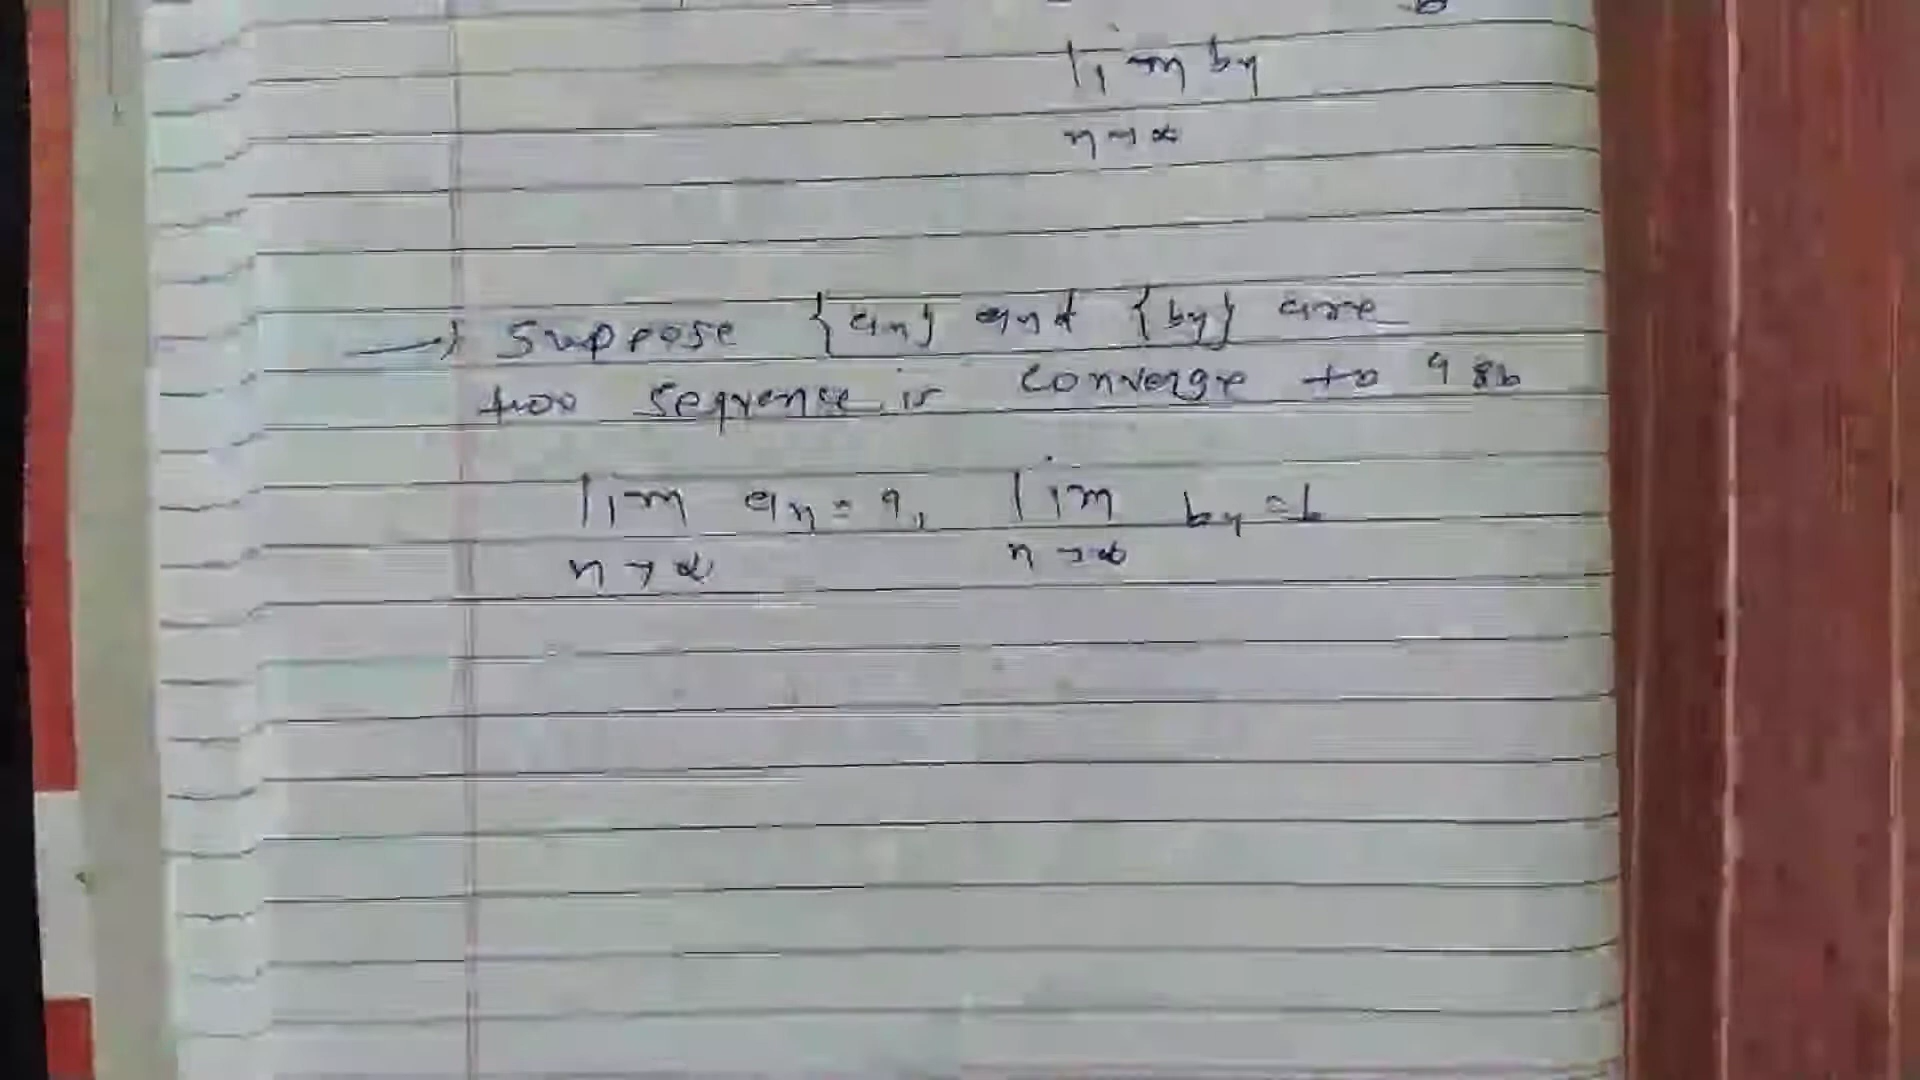 lim bn
n→∞
→ Suppose {an} and {bn} are
two sequence is converge to a & b
lim an = a, lim bn = b
n→∞ n→∞